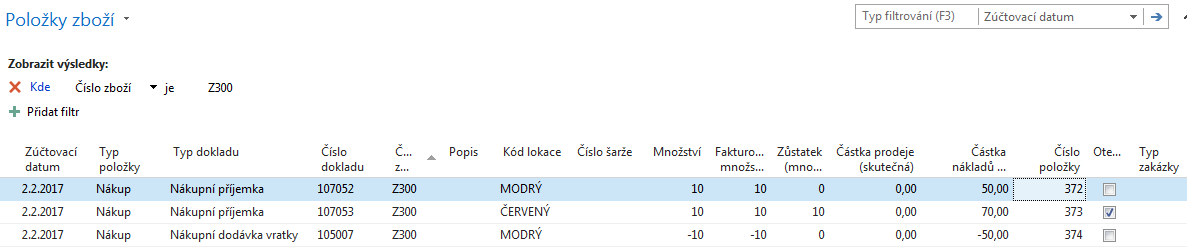 Položky zboží
Typ filtrování (F3) Zúčtovací datum
Zobrazit výsledky:
Kde Číslo zboží je Z300
Přidat filtr
Zúčtovací datum Typ položky Typ dokladu Číslo dokladu Č... z... Popis Kód lokace Číslo šarže Množství Fakturo... množs... Zůstatek (mno... Částka prodeje (skutečná) Částka nákladů ... Číslo položky Ote... Typ zakázky
2.2.2017 Nákup Nákupní příjemka 107052 Z300 MODRÝ 10 10 0 0,00 50,00 372
2.2.2017 Nákup Nákupní příjemka 107053 Z300 ČERVENÝ 10 10 10 0,00 70,00 373
2.2.2017 Nákup Nákupní dodávka vratky 105007 Z300 MODRÝ -10 -10 0 0,00 -50,00 374